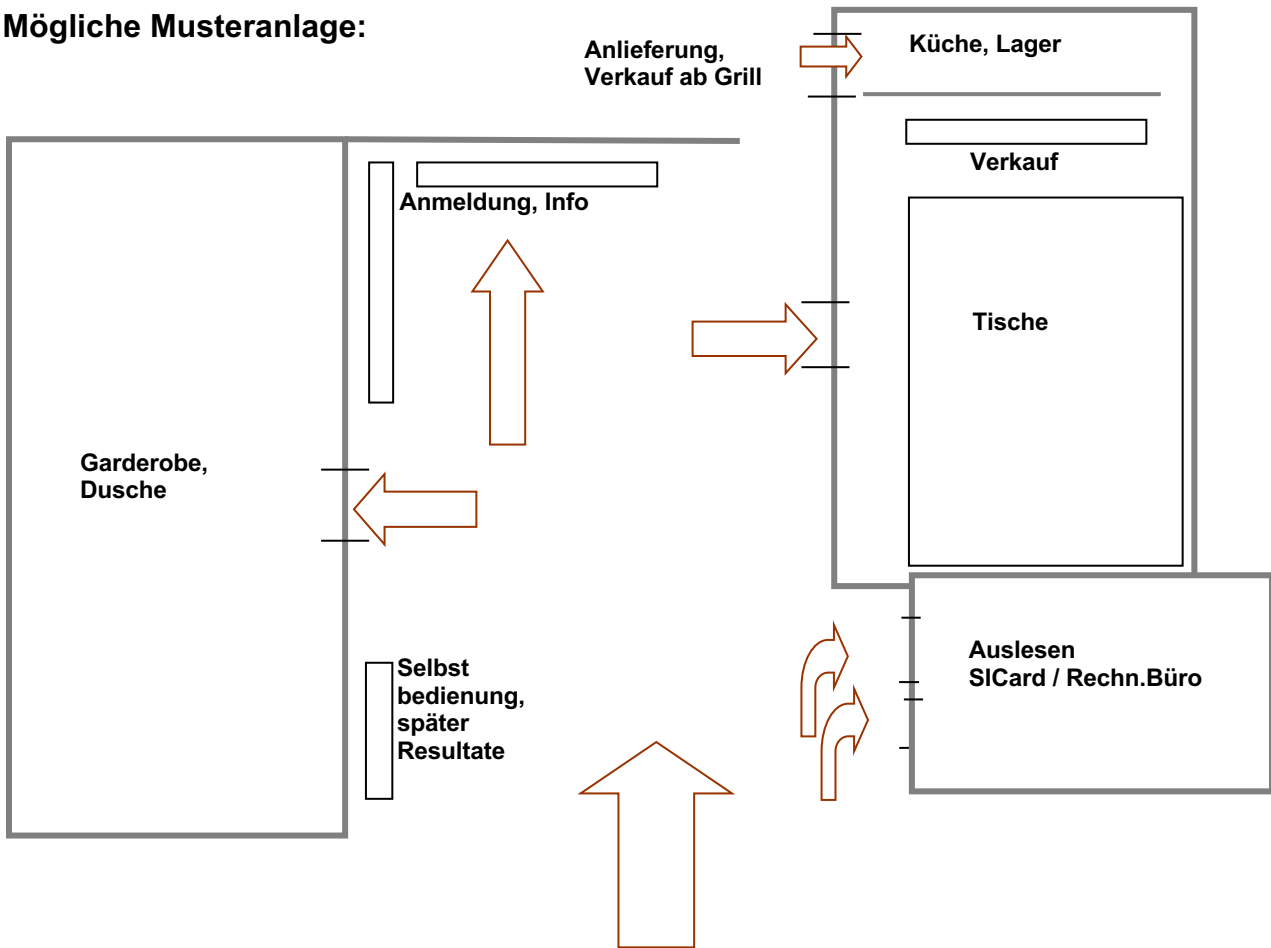 Mögliche Musteranlage:
Anlieferung,
Verkauf ab Grill
Küche, Lager
Verkauf
Anmeldung, Info
Tische
Garderobe,
Dusche
Selbst
bedienung,
später
Resultate
Auslesen
SICard / Rechn.Büro